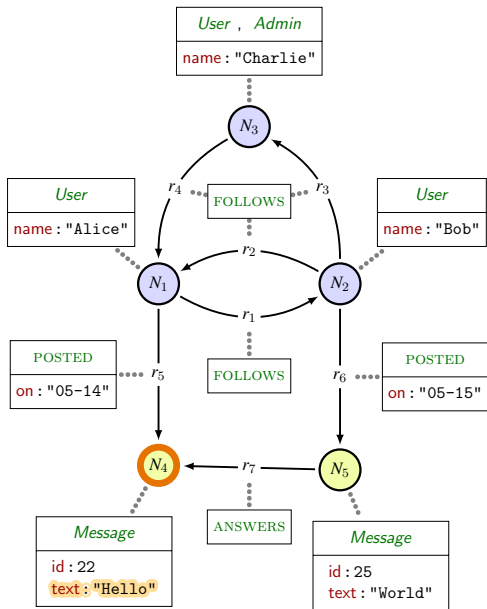 User , Admin
name : "Charlie"
N3
r4
FOLLOWS
r3
User
name : "Alice"
User
name : "Bob"
r2
N1
N2
r1
POSTED
on : "05-14"
r5
FOLLOWS
r6
POSTED
on : "05-15"
N4
r7
N5
ANSWERS
Message
id : 22
text : "Hello"
Message
id : 25
text : "World"